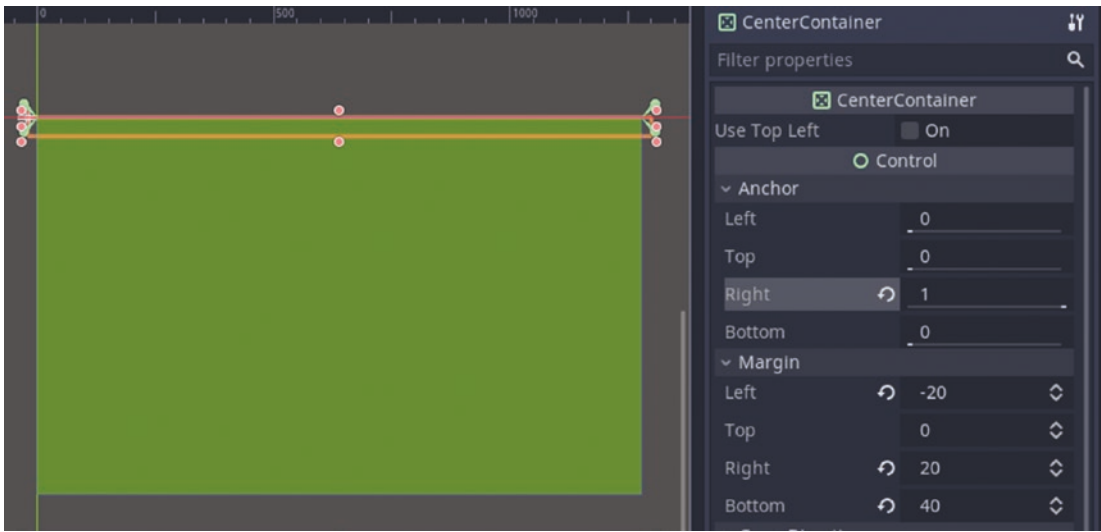 0
500
1000
CenterContainer
Filter properties
CenterContainer
Use Top Left On
Control
Anchor
Left 0
Top 0
Right 1
Bottom 0
Margin
Left -20
Top 0
Right 20
Bottom 40